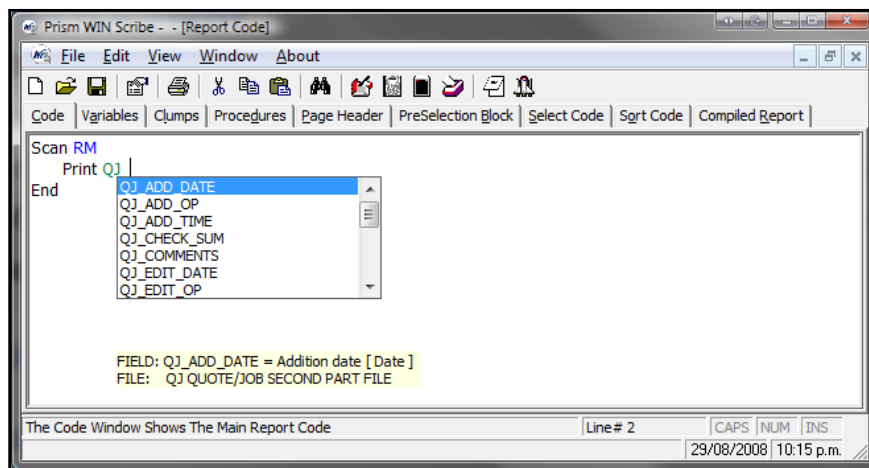 Prism WIN Scribe - - [Report Code]
File Edit View Window About
Code Variables Clumps Procedures Page Header PreSelection Block Select Code Sort Code Compiled Report
Scan RM
Print QJ
End
QJ_ADD_DATE
QJ_ADD_OP
QJ_ADD_TIME
QJ_CHECK_SUM
QJ_COMMENTS
QJ_EDIT_DATE
QJ_EDIT_OP
FIELD: QJ_ADD_DATE = Addition date [ Date ]
FILE: QJ QUOTE/JOB SECOND PART FILE
The Code Window Shows The Main Report Code Line# 2 CAPS NUM INS
29/08/2008 10:15 p.m.